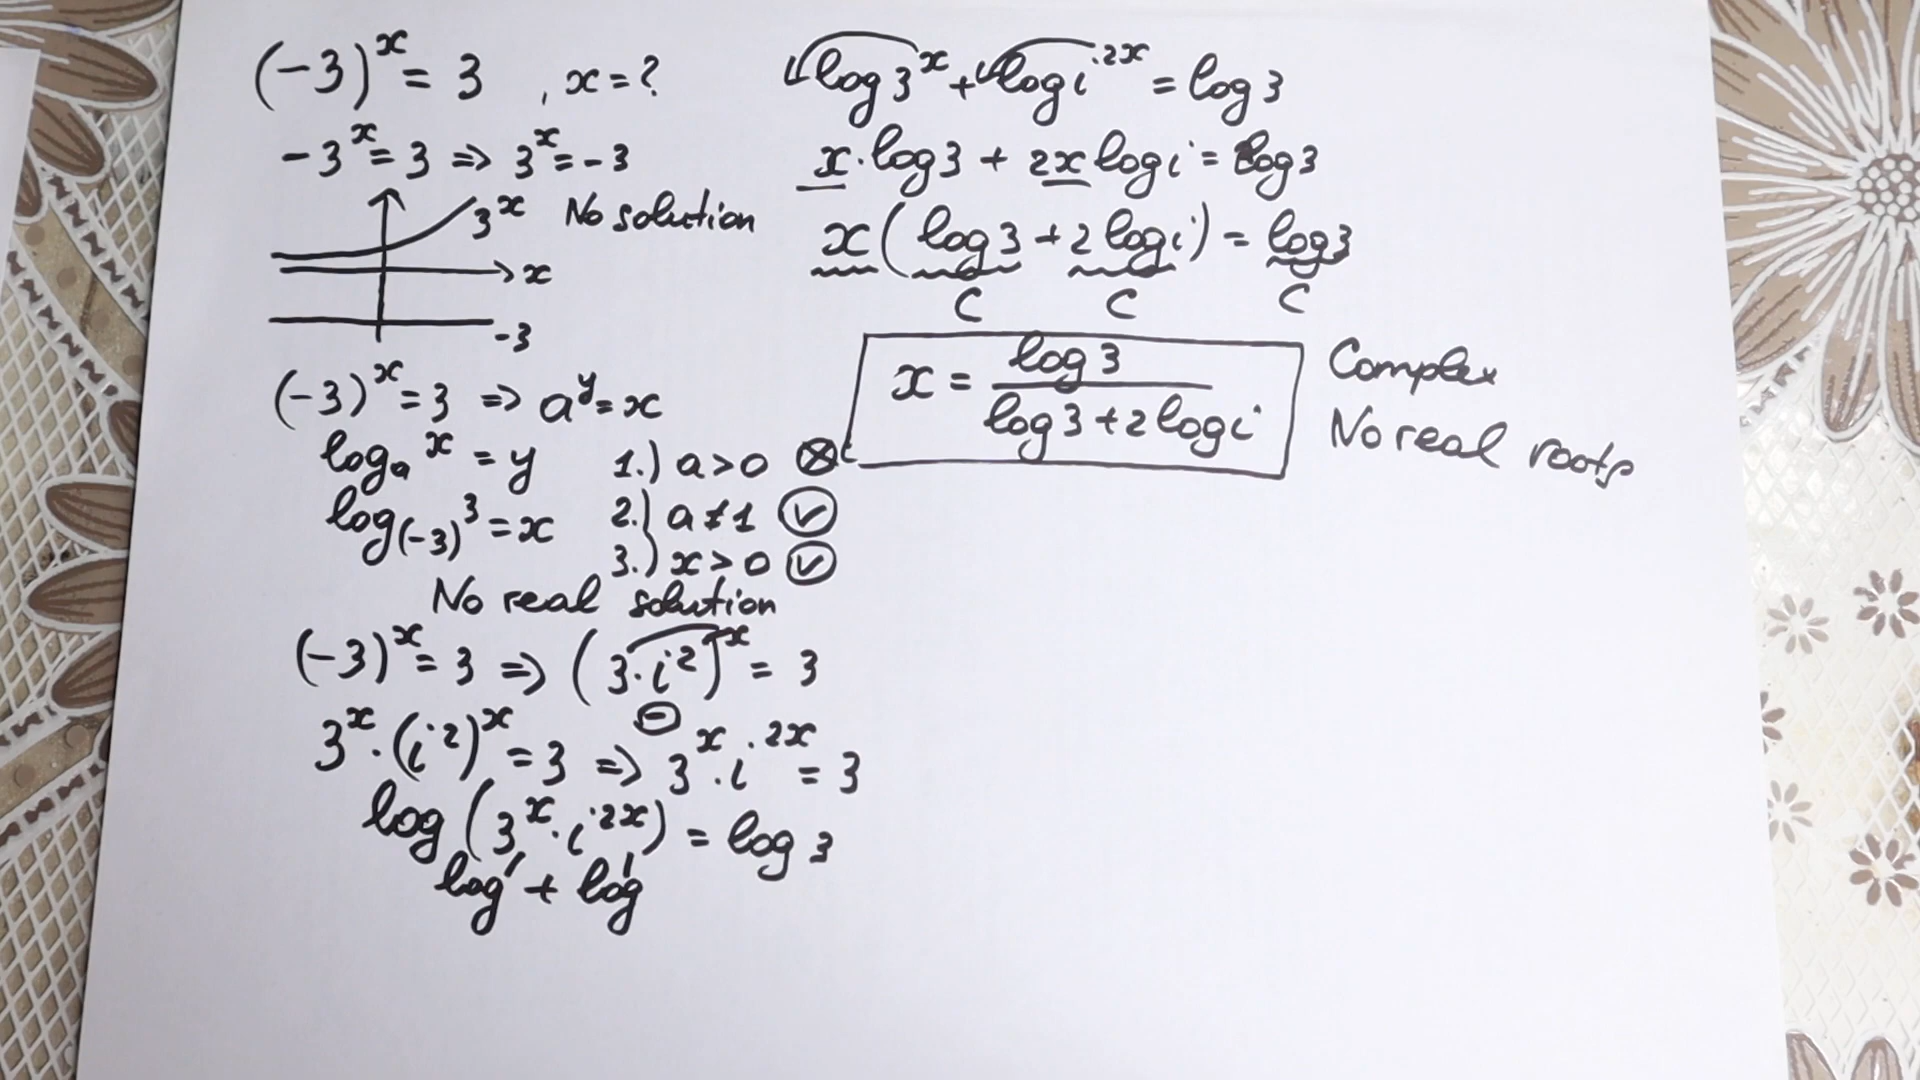 (-3)^x = 3 , x = ?
-3^x = 3 => 3^x = -3
3^x No solution
x
-3
(-3)^x = 3 => a^y = x
log_a^x = y 1.) a > 0 ⊗
log_(-3)^3 = x 2.) a ≠ 1 ✓
3.) x > 0 ✓
No real solution
(-3)^x = 3 => (3·i^2)^x = 3
⊖
3^x · (i^2)^x = 3 => 3^x · i^2x = 3
log (3^x · i^2x) = log 3
log + log
log 3^x + log i^2x = log 3
x · log 3 + 2x log i = log 3
x (log 3 + 2 log i) = log 3
C C C
x = log 3 / log 3 + 2 log i
Complex
No real roots